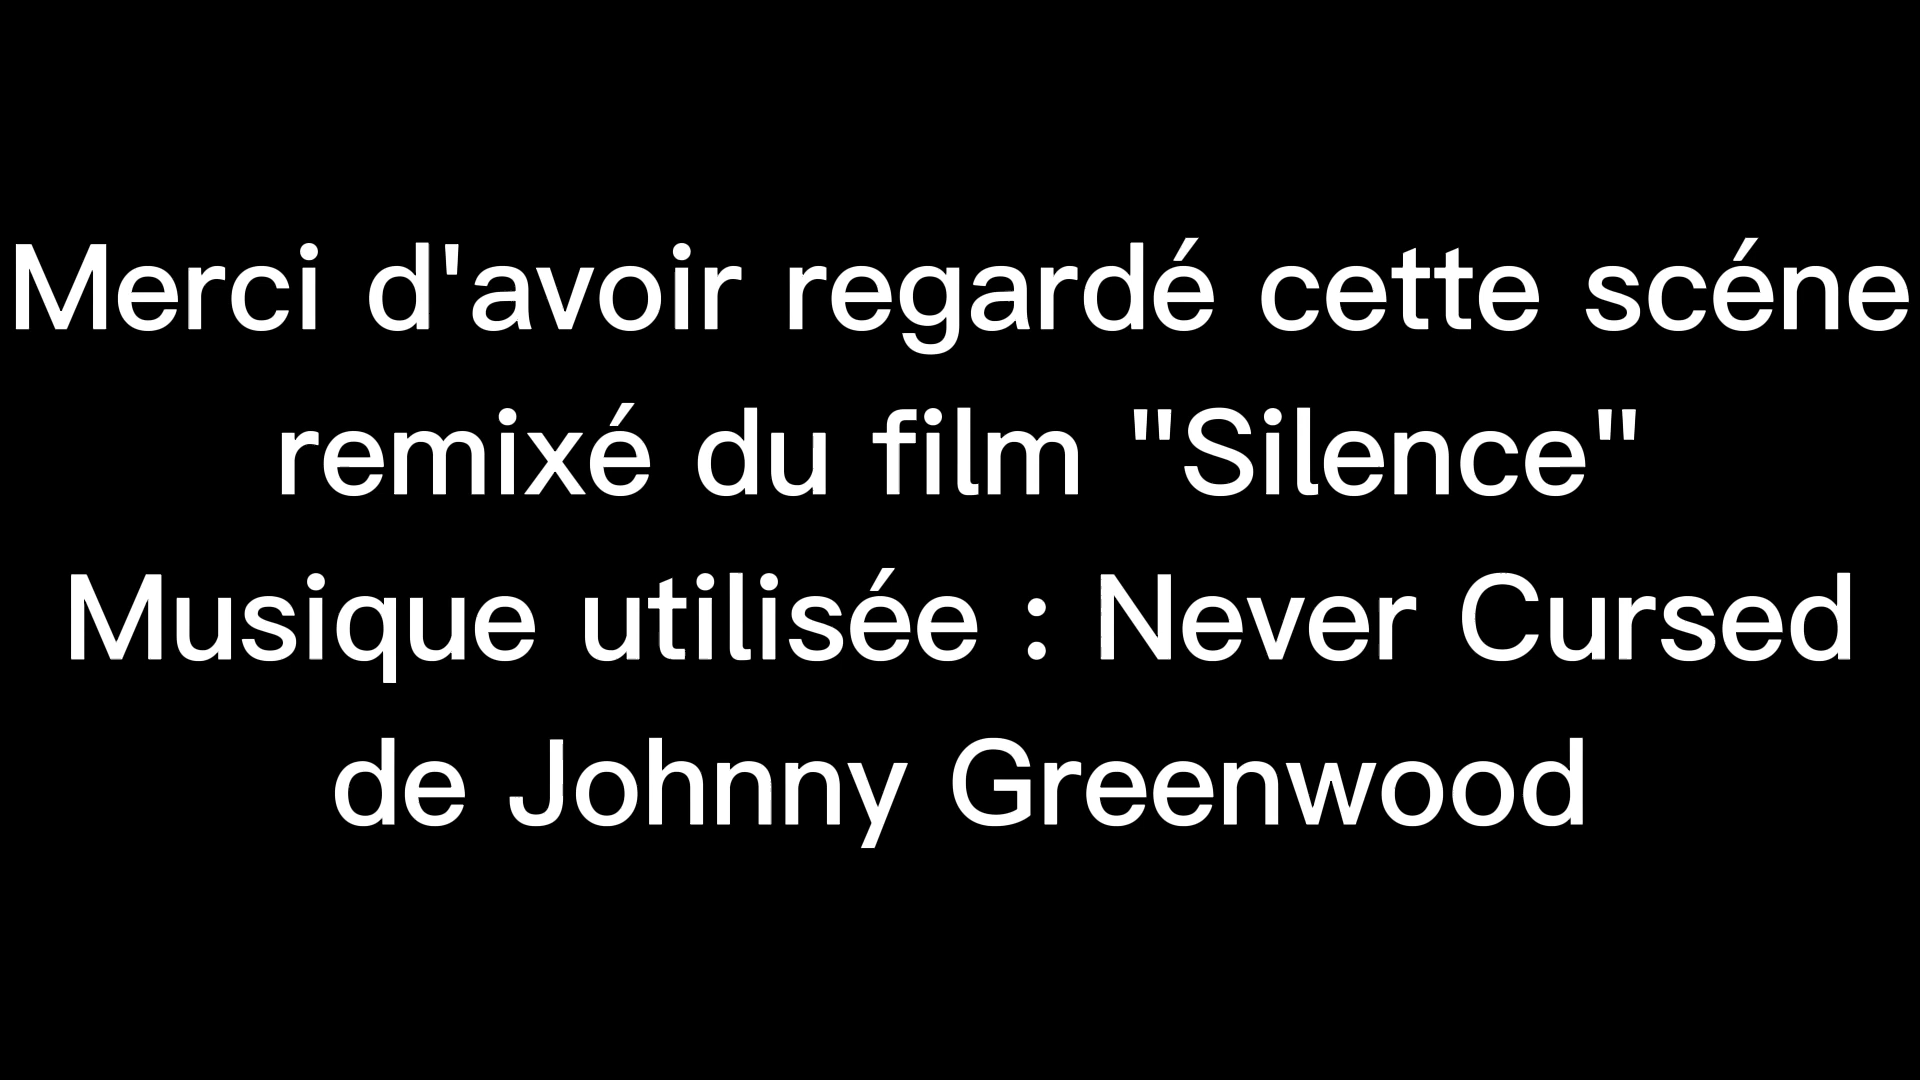 Merci d'avoir regardé cette scéne
remixé du film "Silence"
Musique utilisée : Never Cursed
de Johnny Greenwood